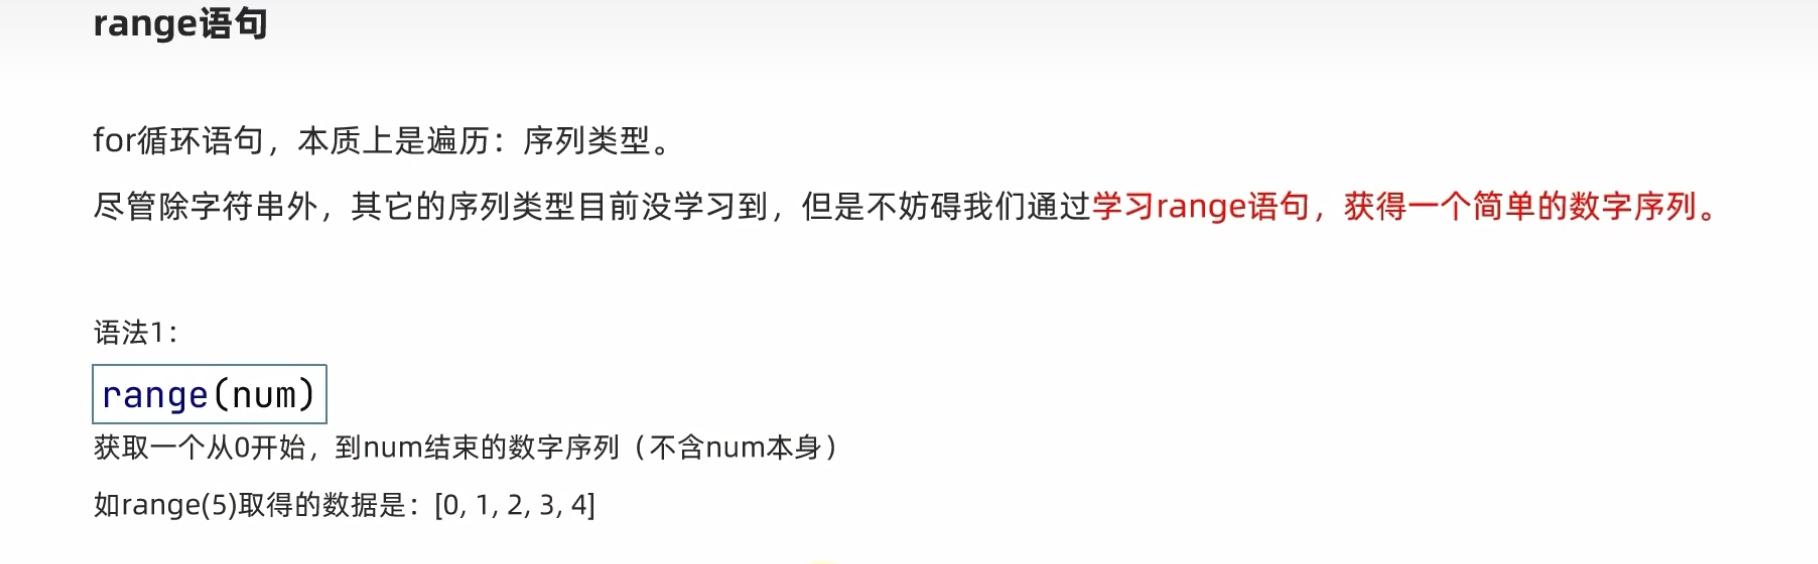 range语句
for循环语句，本质上是遍历：序列类型。
尽管除字符串外，其它的序列类型目前没学习到，但是不妨碍我们通过学习range语句，获得一个简单的数字序列。
语法1：
range(num)
获取一个从0开始，到num结束的数字序列（不含num本身）
如range(5)取得的数据是：[0, 1, 2, 3, 4]